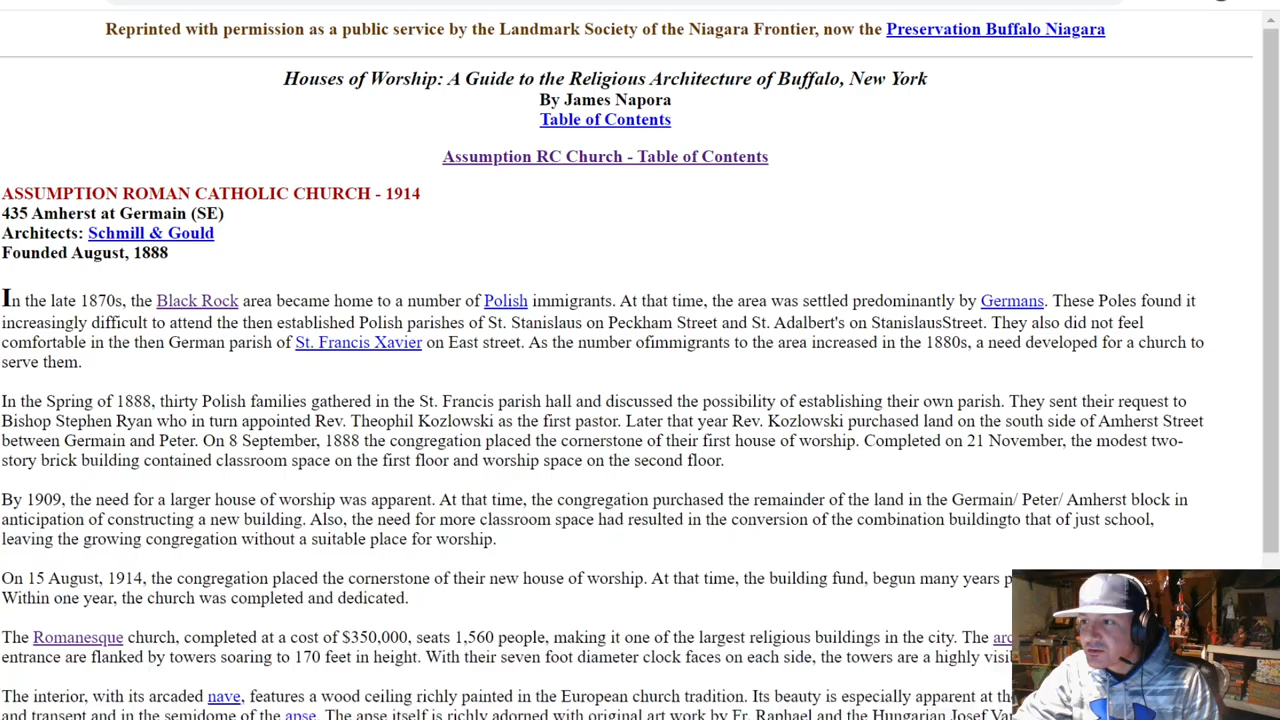 Reprinted with permission as a public service by the Landmark Society of the Niagara Frontier, now the Preservation Buffalo Niagara
Houses of Worship: A Guide to the Religious Architecture of Buffalo, New York
By James Napora
Table of Contents
Assumption RC Church - Table of Contents
ASSUMPTION ROMAN CATHOLIC CHURCH - 1914
435 Amherst at Germain (SE)
Architects: Schmill & Gould
Founded August, 1888
In the late 1870s, the Black Rock area became home to a number of Polish immigrants. At that time, the area was settled predominantly by Germans. These Poles found it
increasingly difficult to attend the then established Polish parishes of St. Stanislaus on Peckham Street and St. Adalbert's on StanislausStreet. They also did not feel
comfortable in the then German parish of St. Francis Xavier on East street. As the number ofimmigrants to the area increased in the 1880s, a need developed for a church to
serve them.
In the Spring of 1888, thirty Polish families gathered in the St. Francis parish hall and discussed the possibility of establishing their own parish. They sent their request to
Bishop Stephen Ryan who in turn appointed Rev. Theophil Kozlowski as the first pastor. Later that year Rev. Kozlowski purchased land on the south side of Amherst Street
between Germain and Peter. On 8 September, 1888 the congregation placed the cornerstone of their first house of worship. Completed on 21 November, the modest two-
story brick building contained classroom space on the first floor and worship space on the second floor.
By 1909, the need for a larger house of worship was apparent. At that time, the congregation purchased the remainder of the land in the Germain/ Peter/ Amherst block in
anticipation of constructing a new building. Also, the need for more classroom space had resulted in the conversion of the combination buildingto that of just school,
leaving the growing congregation without a suitable place for worship.
On 15 August, 1914, the congregation placed the cornerstone of their new house of worship. At that time, the building fund, begun many years
Within one year, the church was completed and dedicated.
The Romanesque church, completed at a cost of $350,000, seats 1,560 people, making it one of the largest religious buildings in the city. The
entrance are flanked by towers soaring to 170 feet in height. With their seven foot diameter clock faces on each side, the towers are a highly
The interior, with its arcaded nave, features a wood ceiling richly painted in the European church tradition. Its beauty is especially apparent at
and transept and in the semidome of the apse. The apse itself is richly adorned with original art work by Fr. Raphael and the Hungarian Josef